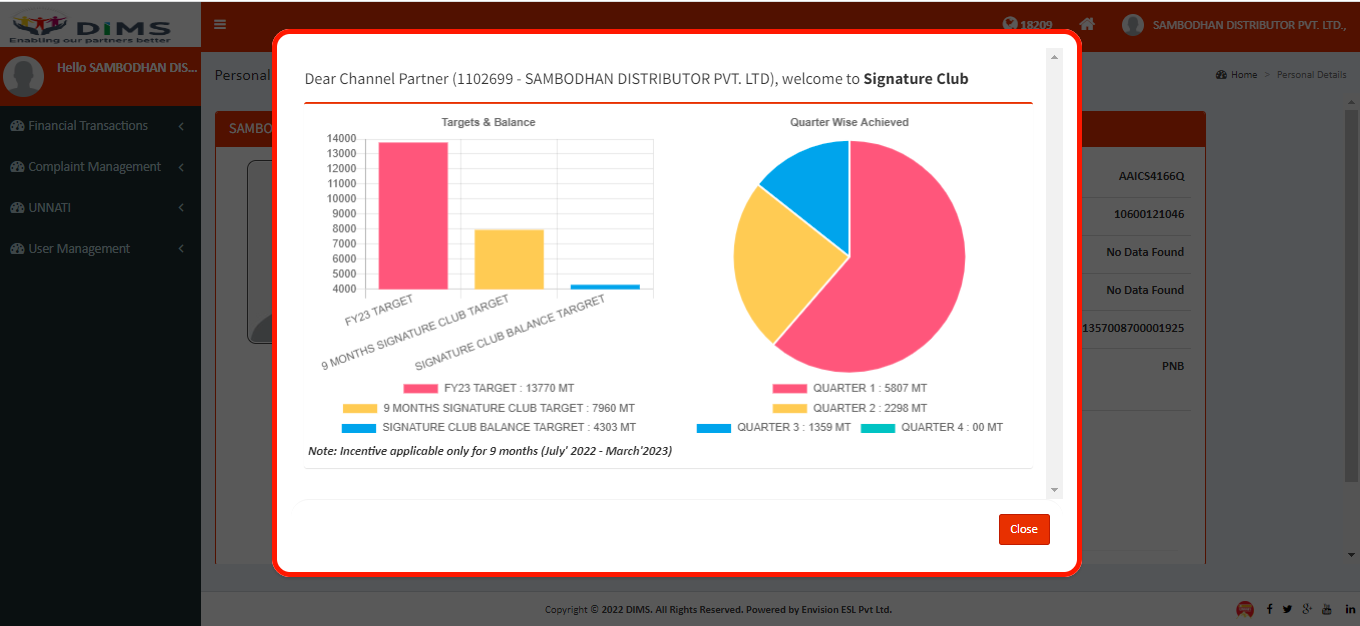 DIMS
Enabling our partners better
18209
SAMBODHAN DISTRIBUTOR PVT. LTD.,
Hello SAMBODHAN DIS...
Financial Transactions
Complaint Management
UNNATI
User Management
Personal
Home > Personal Details
SAMBO
AAICS4166Q
10600121046
No Data Found
No Data Found
1357008700001925
PNB
Dear Channel Partner (1102699 - SAMBODHAN DISTRIBUTOR PVT. LTD), welcome to Signature Club
Targets & Balance
14000
13000
12000
11000
10000
9000
8000
7000
6000
5000
4000
FY23 TARGET
9 MONTHS SIGNATURE CLUB TARGET
SIGNATURE CLUB BALANCE TARGRET
FY23 TARGET : 13770 MT
9 MONTHS SIGNATURE CLUB TARGET : 7960 MT
SIGNATURE CLUB BALANCE TARGRET : 4303 MT
Quarter Wise Achieved
QUARTER 1 : 5807 MT
QUARTER 2 : 2298 MT
QUARTER 3 : 1359 MT QUARTER 4 : 00 MT
Note: Incentive applicable only for 9 months (July' 2022 - March'2023)
Close
Copyright © 2022 DIMS. All Rights Reserved. Powered by Envision ESL Pvt Ltd.